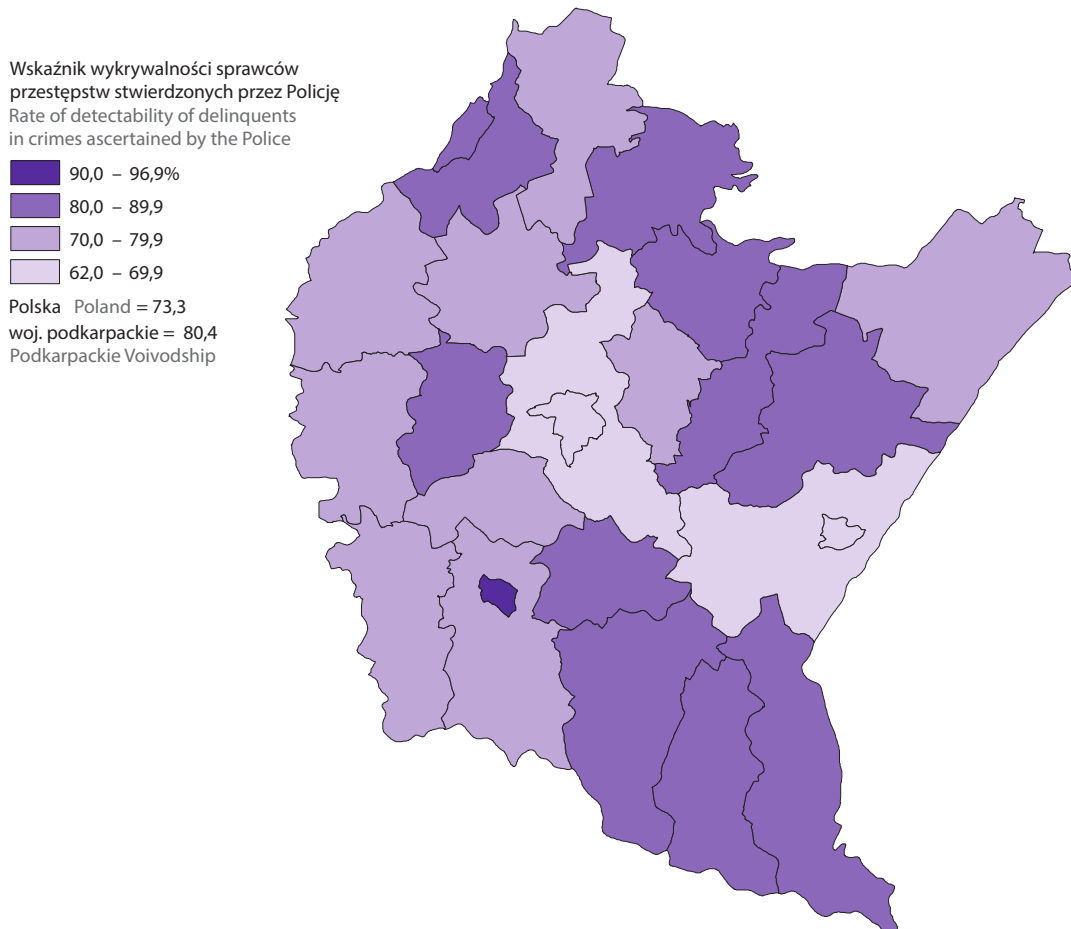 Wskaźnik wykrywalności sprawców
przestępstw stwierdzonych przez Policję
Rate of detectability of delinquents
in crimes ascertained by the Police
90,0 – 96,9%
80,0 – 89,9
70,0 – 79,9
62,0 – 69,9
Polska Poland = 73,3
woj. podkarpackie = 80,4
Podkarpackie Voivodship